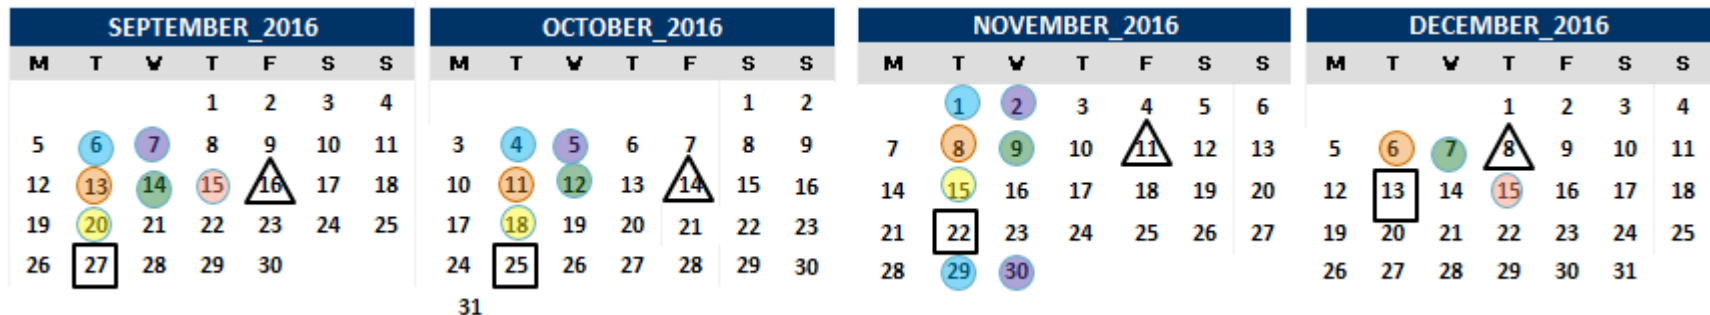 SEPTEMBER_2016
M T W T F S S
1 2 3 4
5 6 7 8 9 10 11
12 13 14 15 16 17 18
19 20 21 22 23 24 25
26 27 28 29 30
OCTOBER_2016
M T W T F S S
1 2
3 4 5 6 7 8 9
10 11 12 13 14 15 16
17 18 19 20 21 22 23
24 25 26 27 28 29 30
31
NOVEMBER_2016
M T W T F S S
1 2 3 4 5 6
7 8 9 10 11 12 13
14 15 16 17 18 19 20
21 22 23 24 25 26 27
28 29 30
DECEMBER_2016
M T W T F S S
1 2 3 4
5 6 7 8 9 10 11
12 13 14 15 16 17 18
19 20 21 22 23 24 25
26 27 28 29 30 31